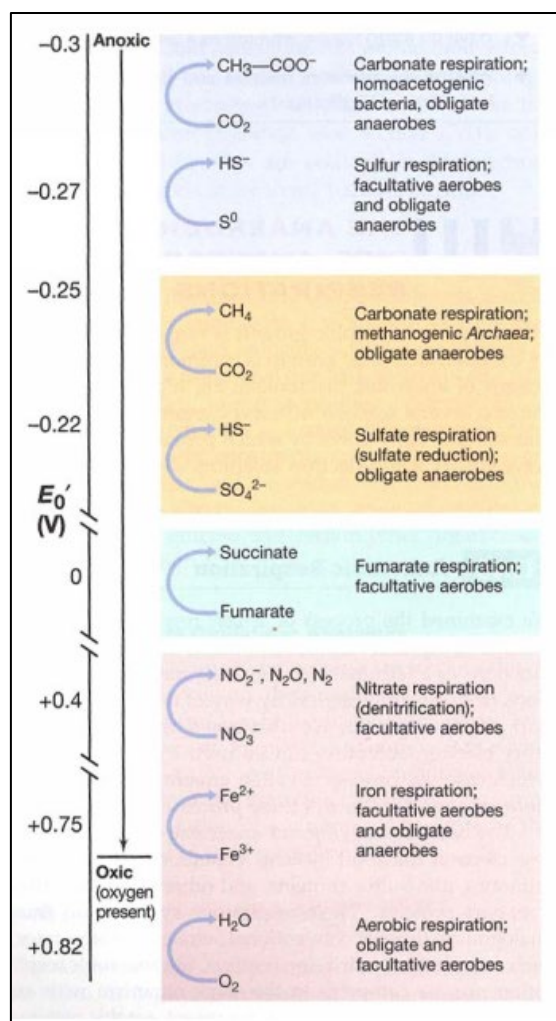 –0.3
Anoxic
CH₃—COO⁻
CO₂
Carbonate respiration;
homoacetogenic
bacteria, obligate
anaerobes
–0.27
HS⁻
S⁰
Sulfur respiration;
facultative aerobes
and obligate
anaerobes
–0.25
CH₄
CO₂
Carbonate respiration;
methanogenic Archaea;
obligate anaerobes
–0.22
HS⁻
SO₄²⁻
Sulfate respiration
(sulfate reduction);
obligate anaerobes
E₀′
(V)
0
Succinate
Fumarate
Fumarate respiration;
facultative aerobes
+0.4
NO₂⁻, N₂O, N₂
NO₃⁻
Nitrate respiration
(denitrification);
facultative aerobes
+0.75
Fe²⁺
Fe³⁺
Iron respiration;
facultative aerobes
and obligate
anaerobes
Oxic
(oxygen
present)
+0.82
H₂O
O₂
Aerobic respiration;
obligate and
facultative aerobes